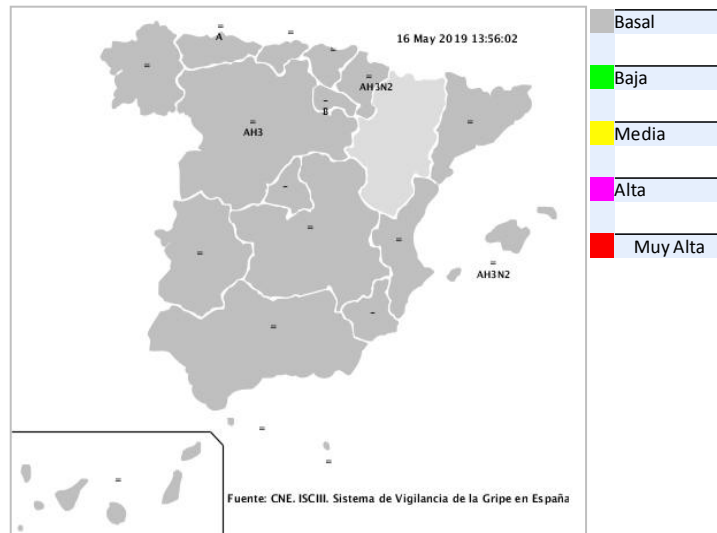 16 May 2019 13:56:02
=
A
=
=
=
AH3N2
-
B
=
AH3
=
-
=
=
=
=
AH3N2
-
=
=
=
=
Fuente: CNE. ISCIII. Sistema de Vigilancia de la Gripe en España
Basal
Baja
Media
Alta
Muy Alta